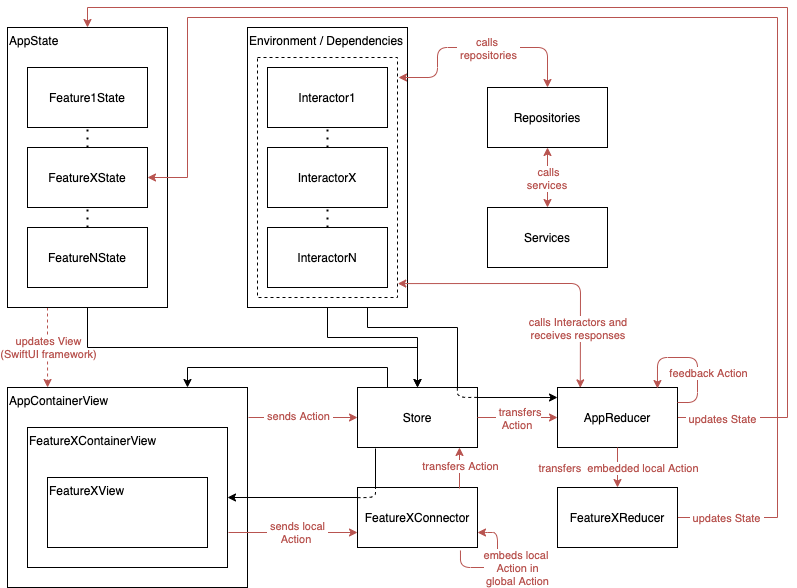 AppState
Environment / Dependencies
calls
repositories
Feature1State
Interactor1
Repositories
FeatureXState
InteractorX
calls
services
FeatureNState
InteractorN
Services
updates View
(SwiftUI framework)
calls Interactors and
receives responses
feedback Action
AppContainerView
sends Action
Store
transfers
Action
AppReducer
updates State
FeatureXContainerView
transfers Action
transfers embedded local Action
FeatureXView
sends local
Action
FeatureXConnector
FeatureXReducer
updates State
embeds local
Action in
global Action